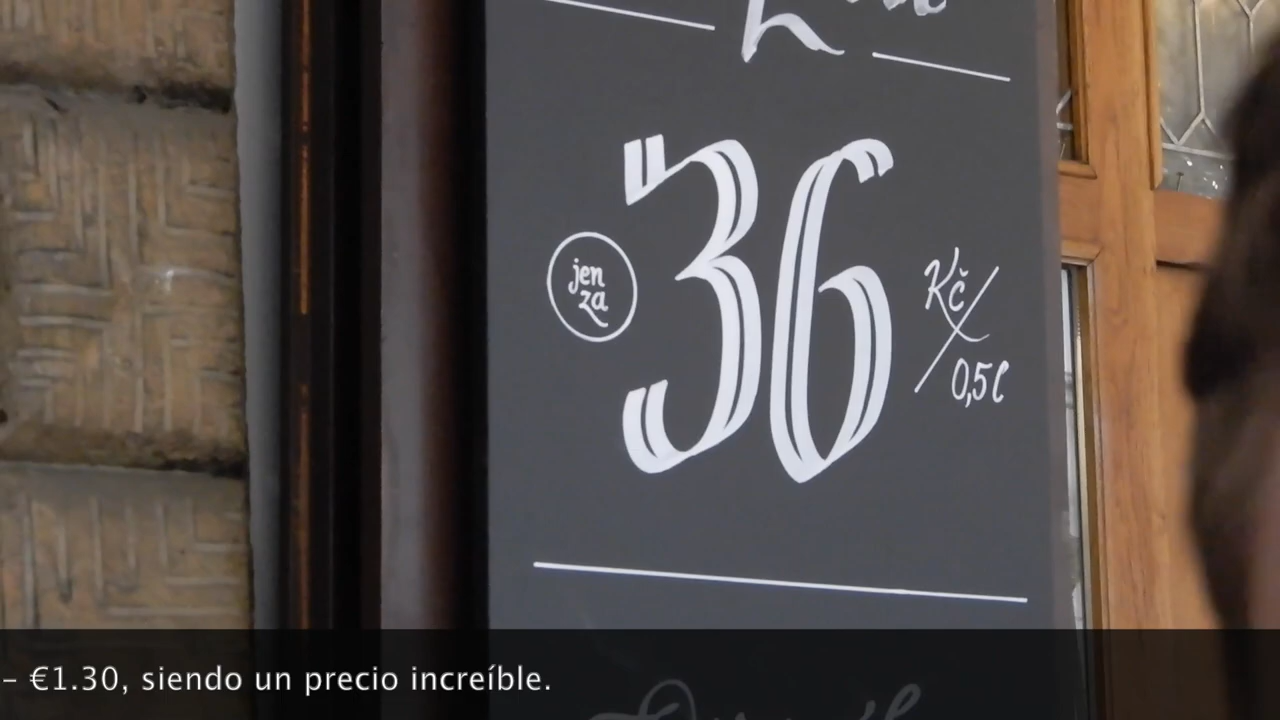 jen
za
36
Kč/
0,5l
– €1.30, siendo un precio increíble.